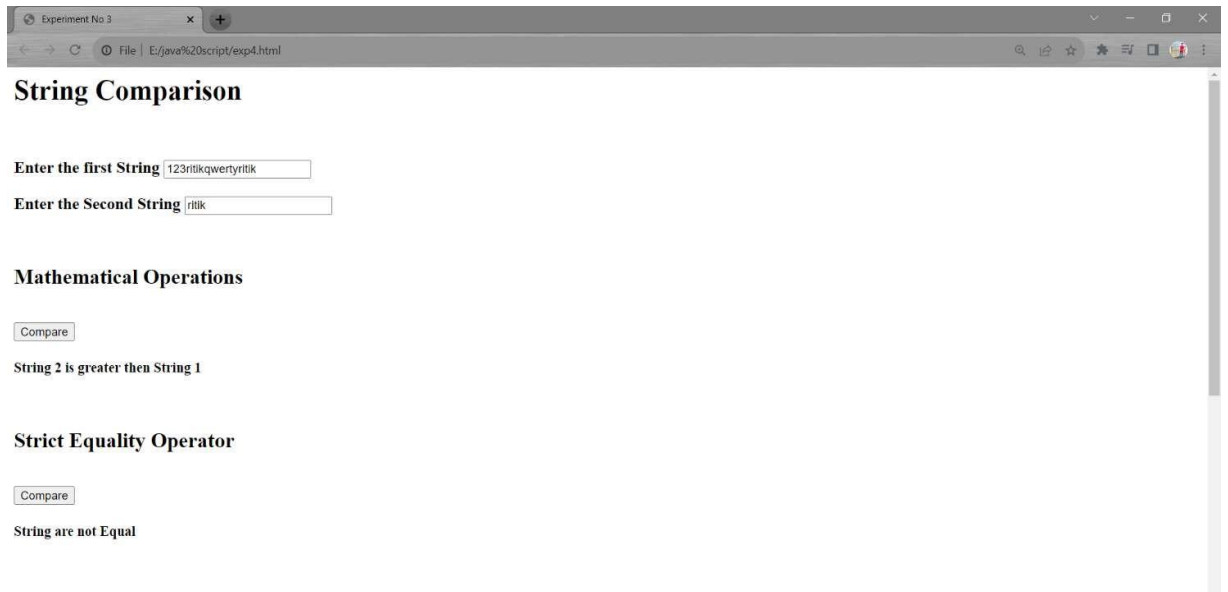 Experiment No 3
File | E:/java%20script/exp4.html
String Comparison
Enter the first String 123ritikqwertyritik
Enter the Second String ritik
Mathematical Operations
Compare
String 2 is greater then String 1
Strict Equality Operator
Compare
String are not Equal